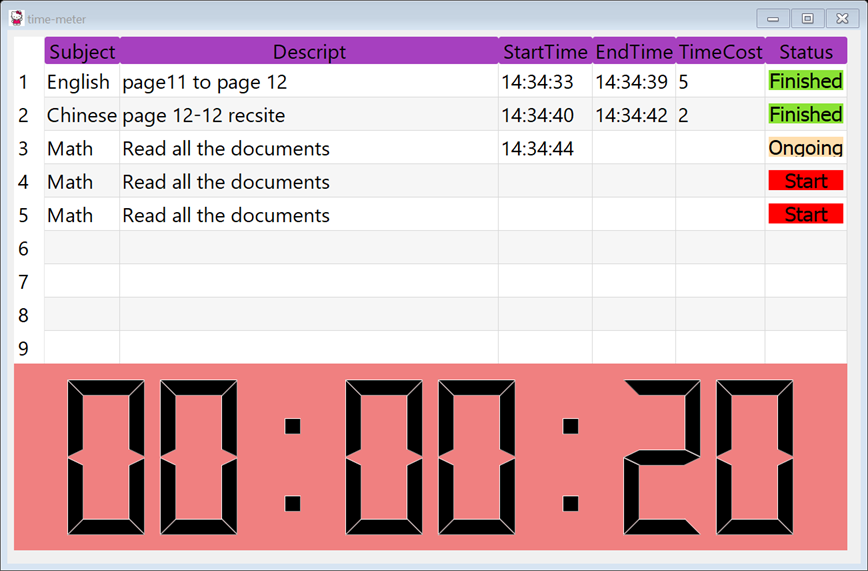 time-meter
Subject Descript StartTime EndTime TimeCost Status
1 English page11 to page 12 14:34:33 14:34:39 5 Finished
2 Chinese page 12-12 recsite 14:34:40 14:34:42 2 Finished
3 Math Read all the documents 14:34:44 Ongoing
4 Math Read all the documents Start
5 Math Read all the documents Start
6
7
8
9
00:00:20